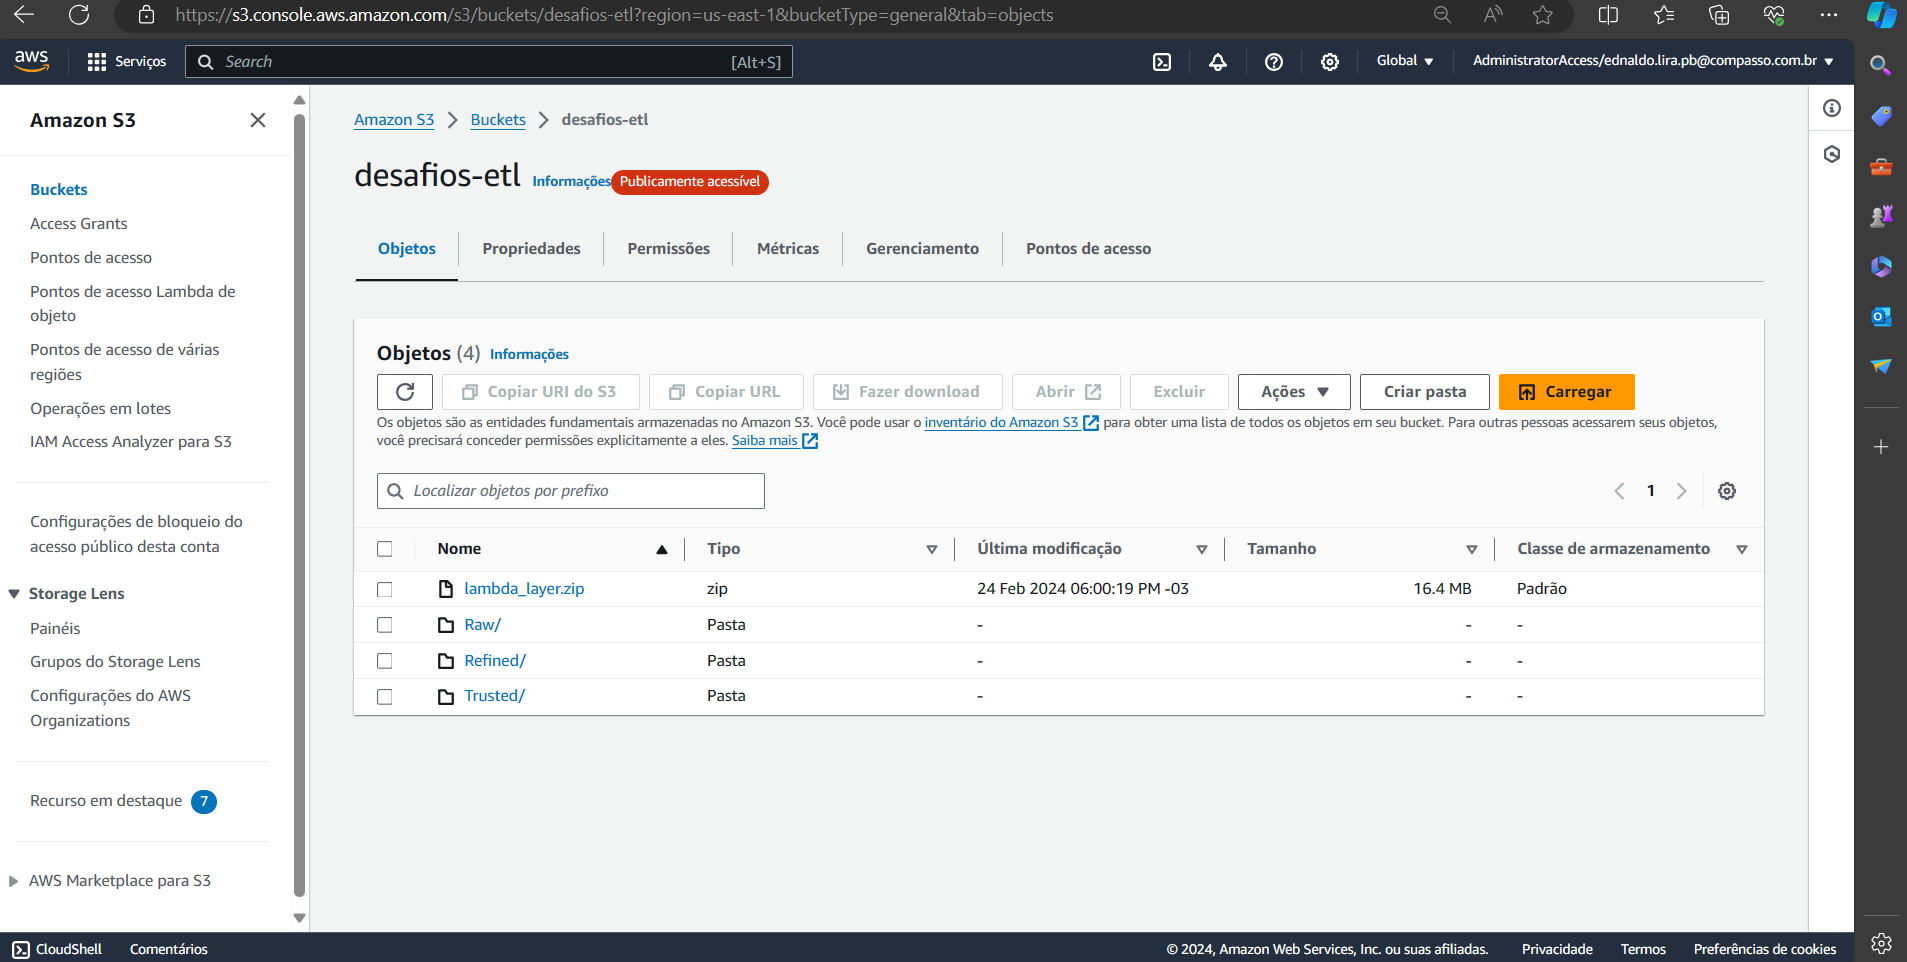 https://s3.console.aws.amazon.com/s3/buckets/desafios-etl?region=us-east-1&bucketType=general&tab=objects
aws
Serviços
Search
[Alt+S]
Global
AdministratorAccess/ednaldo.lira.pb@compasso.com.br
Amazon S3
Buckets
Access Grants
Pontos de acesso
Pontos de acesso Lambda de
objeto
Pontos de acesso de várias
regiões
Operações em lotes
IAM Access Analyzer para S3
Configurações de bloqueio do
acesso público desta conta
Storage Lens
Painéis
Grupos do Storage Lens
Configurações do AWS
Organizations
Recurso em destaque 7
AWS Marketplace para S3
Amazon S3 > Buckets > desafios-etl
desafios-etl Informações Publicamente acessível
Objetos
Propriedades
Permissões
Métricas
Gerenciamento
Pontos de acesso
Objetos (4) Informações
Copiar URI do S3
Copiar URL
Fazer download
Abrir
Excluir
Ações
Criar pasta
Carregar
Os objetos são as entidades fundamentais armazenadas no Amazon S3. Você pode usar o inventário do Amazon S3 para obter uma lista de todos os objetos em seu bucket. Para outras pessoas acessarem seus objetos,
você precisará conceder permissões explicitamente a eles. Saiba mais
Localizar objetos por prefixo
1
Nome Tipo Última modificação Tamanho Classe de armazenamento
lambda_layer.zip zip 24 Feb 2024 06:00:19 PM -03 16.4 MB Padrão
Raw/ Pasta - - -
Refined/ Pasta - - -
Trusted/ Pasta - - -
CloudShell
Comentários
© 2024, Amazon Web Services, Inc. ou suas afiliadas.
Privacidade
Termos
Preferências de cookies